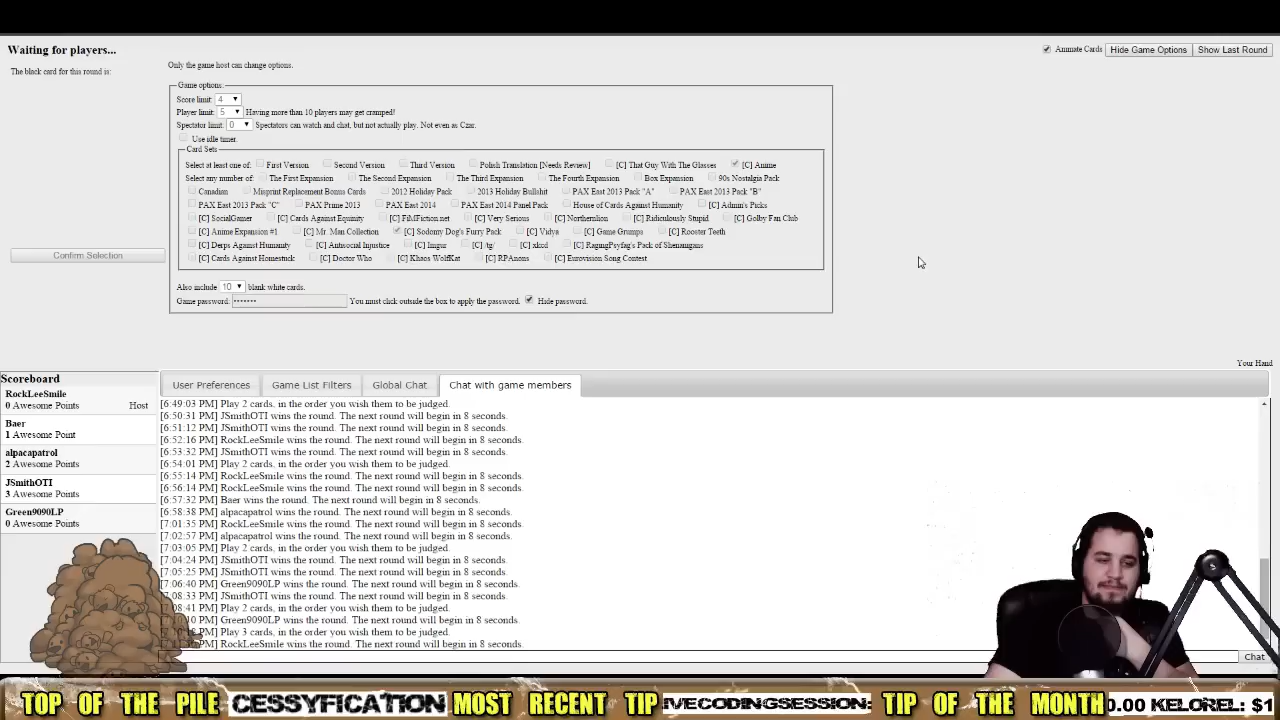 Waiting for players...
Animate Cards Hide Game Options Show Last Round
The black card for this round is:
Only the game host can change options.
Game options:
Score limit: 4
Player limit: 5 Having more than 10 players may get cramped!
Spectator limit: 0 Spectators can watch and chat, but not actually play. Not even as Czar.
Use idle timer.
Card Sets
Select at least one of: First Version Second Version Third Version Polish Translation [Needs Review] [C] That Guy With The Glasses [C] Anime
Select any number of: The First Expansion The Second Expansion The Third Expansion The Fourth Expansion Box Expansion 90s Nostalgia Pack
Canadian Misprint Replacement Bonus Cards 2012 Holiday Pack 2013 Holiday Bullshit PAX East 2013 Pack "A" PAX East 2013 Pack "B"
PAX East 2013 Pack "C" PAX Prime 2013 PAX East 2014 PAX East 2014 Panel Pack House of Cards Against Humanity [C] Admin's Picks
[C] SocialGamer [C] Cards Against Equinity [C] FiMFiction.net [C] Very Serious [C] Northernlion [C] Ridiculously Stupid [C] Golby Fan Club
[C] Anime Expansion #1 [C] Mr. Man Collection [C] Sodomy Dog's Furry Pack [C] Vidya [C] Game Grumps [C] Rooster Teeth
[C] Derps Against Humanity [C] Antisocial Injustice [C] Imgur [C] /tg/ [C] xkcd [C] RagingPsyfag's Pack of Shenanigans
[C] Cards Against Homestuck [C] Doctor Who [C] Khaos WolfKat [C] RPAnons [C] Eurovision Song Contest
Confirm Selection
Also include 10 blank white cards.
Game password: ••••••• You must click outside the box to apply the password. Hide password.
Your Hand
Scoreboard
RockLeeSmile
0 Awesome Points Host
Baer
1 Awesome Point
alpacapatrol
2 Awesome Points
JSmithOTI
3 Awesome Points
Green9090LP
0 Awesome Points
User Preferences Game List Filters Global Chat Chat with game members
[6:49:03 PM] Play 2 cards, in the order you wish them to be judged.
[6:50:31 PM] JSmithOTI wins the round. The next round will begin in 8 seconds.
[6:51:12 PM] JSmithOTI wins the round. The next round will begin in 8 seconds.
[6:52:16 PM] RockLeeSmile wins the round. The next round will begin in 8 seconds.
[6:53:32 PM] JSmithOTI wins the round. The next round will begin in 8 seconds.
[6:54:01 PM] Play 2 cards, in the order you wish them to be judged.
[6:55:14 PM] RockLeeSmile wins the round. The next round will begin in 8 seconds.
[6:56:14 PM] RockLeeSmile wins the round. The next round will begin in 8 seconds.
[6:57:32 PM] Baer wins the round. The next round will begin in 8 seconds.
[6:58:38 PM] alpacapatrol wins the round. The next round will begin in 8 seconds.
[7:01:35 PM] RockLeeSmile wins the round. The next round will begin in 8 seconds.
[7:02:57 PM] alpacapatrol wins the round. The next round will begin in 8 seconds.
[7:03:05 PM] Play 2 cards, in the order you wish them to be judged.
[7:04:24 PM] JSmithOTI wins the round. The next round will begin in 8 seconds.
[7:05:25 PM] JSmithOTI wins the round. The next round will begin in 8 seconds.
[7:06:40 PM] Green9090LP wins the round. The next round will begin in 8 seconds.
[7:08:33 PM] JSmithOTI wins the round. The next round will begin in 8 seconds.
7:08:41 PM] Play 2 cards, in the order you wish them to be judged.
PM] Green9090LP wins the round. The next round will begin in 8 seconds.
PM] Play 3 cards, in the order you wish them to be judged.
PM] RockLeeSmile wins the round. The next round will begin in 8 seconds.
Chat
TOP OF THE PILE CESSYFICATION MOST RECENT TIP IVECODINGSESSION: TIP OF THE MONTH 0.00 KELOREL: $1